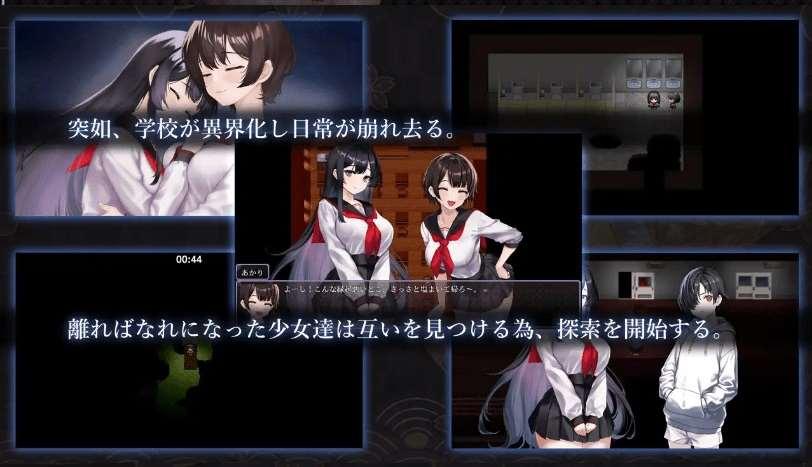 突如、学校が異界化し日常が崩れ去る。
00:44
あかり
離ればなれになった少女達は互いを見つける為、探索を開始する。